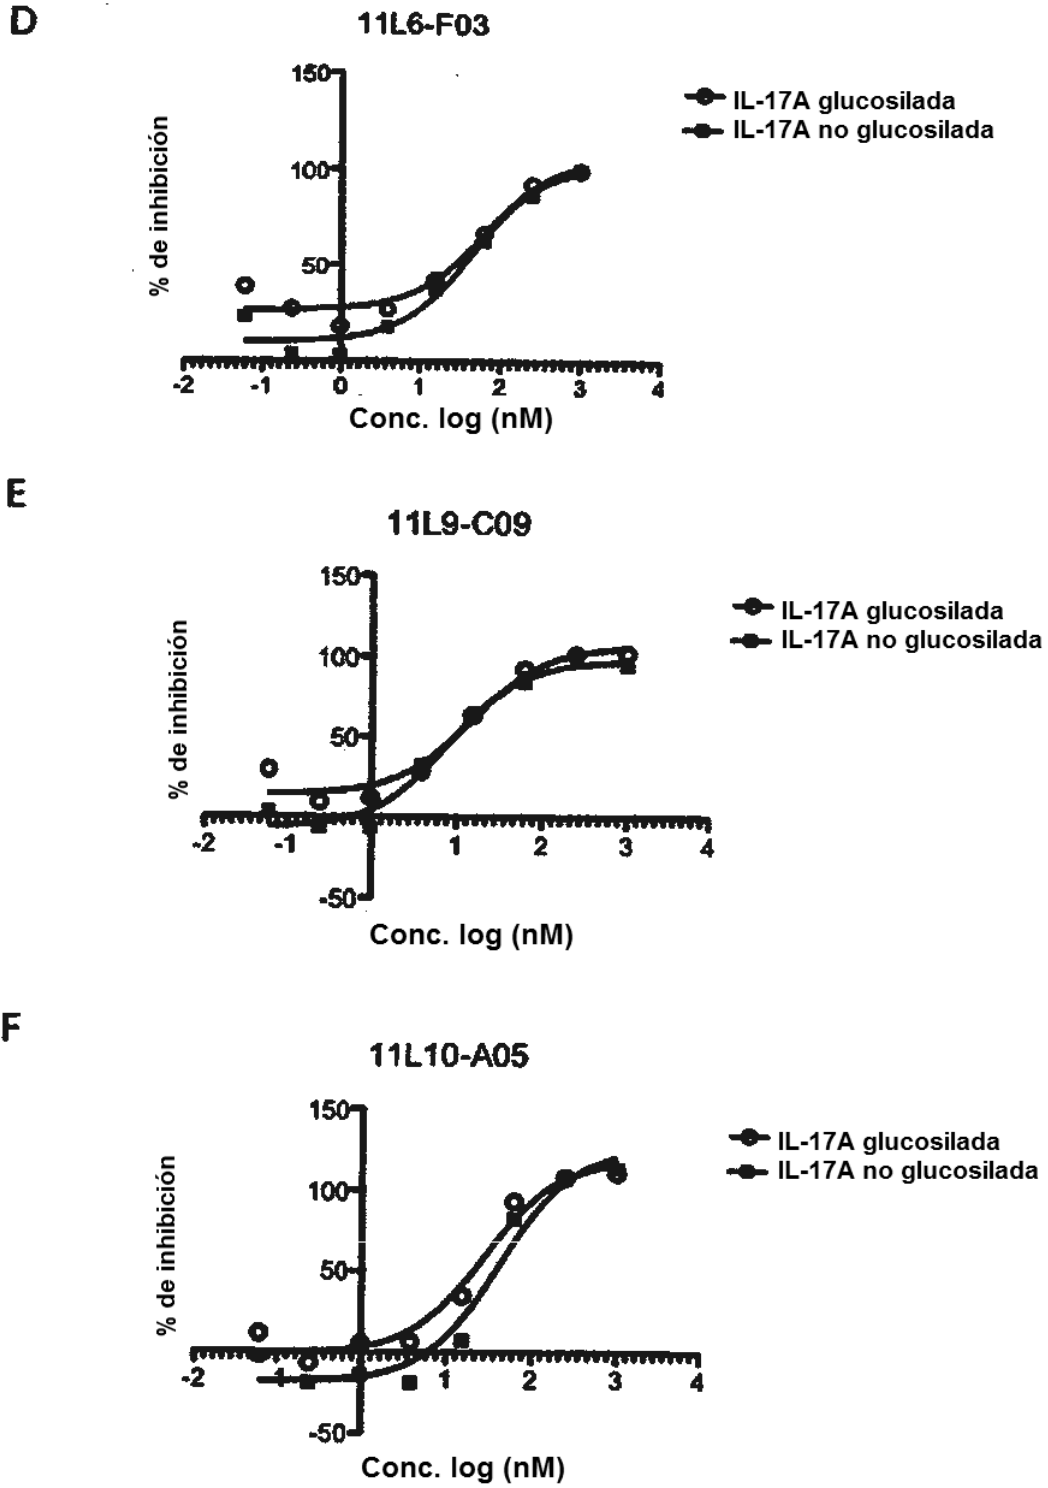 D
11L6-F03
150
100
50
% de inhibición
IL-17A glucosilada
IL-17A no glucosilada
-2 -1 0 1 2 3 4
Conc. log (nM)
E
11L9-C09
150
100
50
-50
% de inhibición
IL-17A glucosilada
IL-17A no glucosilada
-2 -1 1 2 3 4
Conc. log (nM)
F
11L10-A05
150
100
50
-50
% de inhibición
IL-17A glucosilada
IL-17A no glucosilada
-2 -1 1 2 3 4
Conc. log (nM)